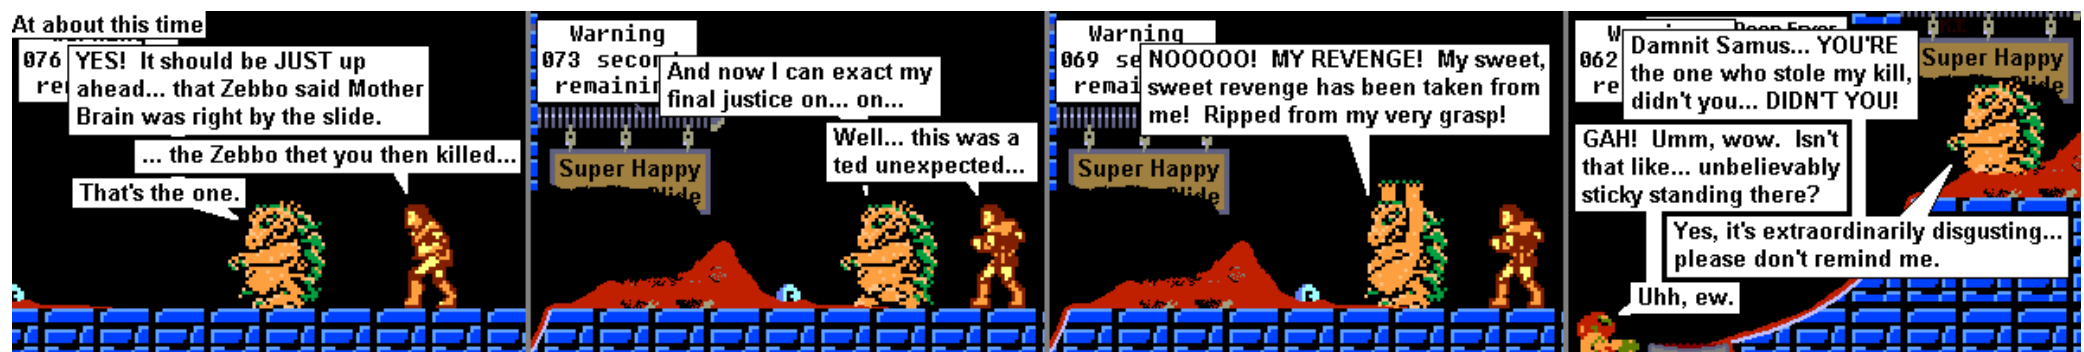 At about this time
076
YES!  It should be JUST up
ahead... that Zebbo said Mother
Brain was right by the slide.
... the Zebbo thet you then killed...
That's the one.
Warning
073
remaining
And now I can exact my
final justice on... on...
Well... this was a
ted unexpected...
Super Happy
Warning
069
NOOOOO!  MY REVENGE!  My sweet,
sweet revenge has been taken from
me!  Ripped from my very grasp!
Super Happy
062
Damnit Samus... YOU'RE
the one who stole my kill,
didn't you... DIDN'T YOU!
Super Happy
GAH!  Umm, wow.  Isn't
that like... unbelievably
sticky standing there?
Yes, it's extraordinarily disgusting...
please don't remind me.
Uhh, ew.